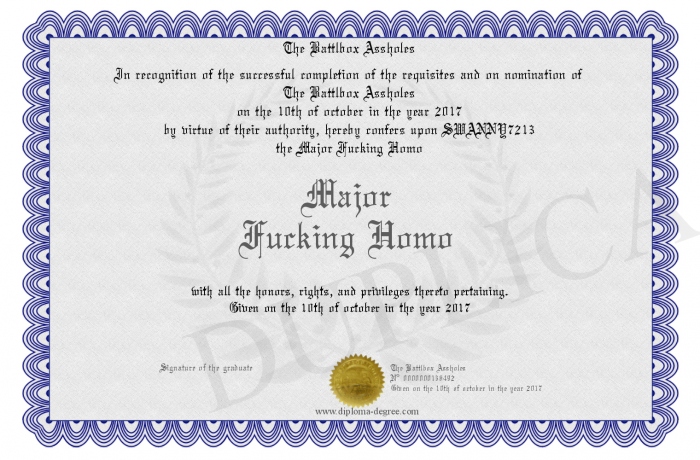 The Battlbox Assholes
In recognition of the successful completion of the requisites and on nomination of
The Battlbox Assholes
on the 10th of october in the year 2017
by virtue of their authority, hereby confers upon SWANNY7213
the Major Fucking Homo
Major
Fucking Homo
with all the honors, rights, and privileges thereto pertaining.
Given on the 10th of october in the year 2017
Signature of the graduate
The Battlbox Assholes
Nº 0000000138492
Given on the 10th of october in the year 2017
www.diploma-degree.com
DUPLICA